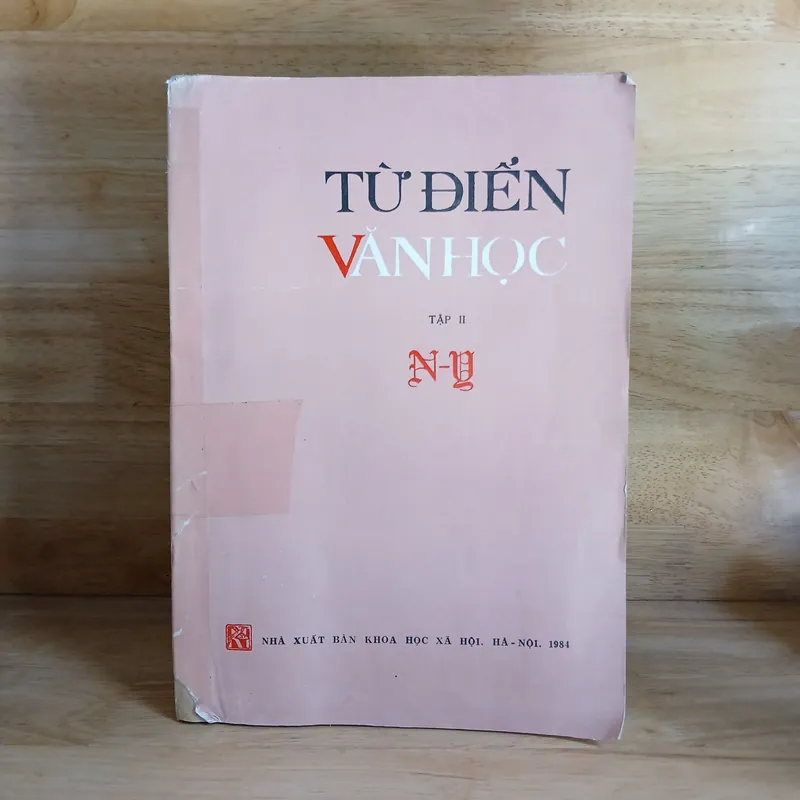 TỪ ĐIỂN
VĂN HỌC
TẬP II
N-Y
NHÀ XUẤT BẢN KHOA HỌC XÃ HỘI. HÀ-NỘI. 1984